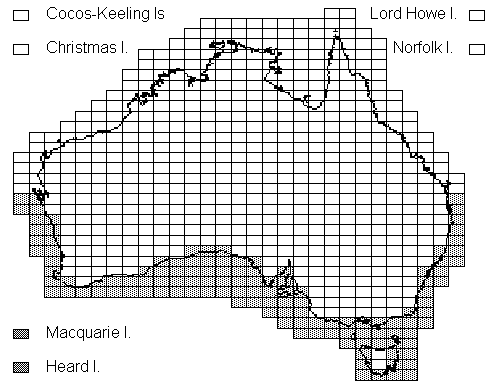 Cocos-Keeling Is
Lord Howe I.
Christmas I.
Norfolk I.
Macquarie I.
Heard I.